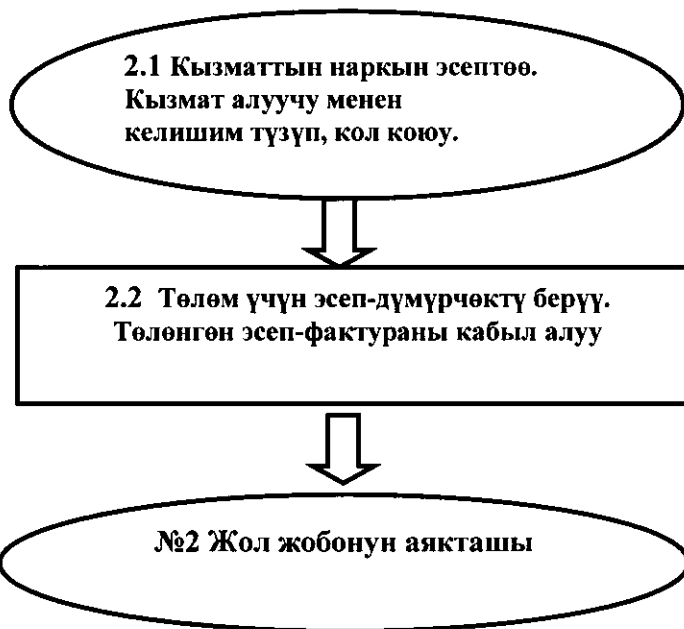 2.1 Кызматтын наркын эсептөө.
Кызмат алуучу менен
келишим түзүп, кол коюу.
2.2 Төлөм үчүн эсеп-дүмүрчөктү берүү.
Төлөнгөн эсеп-фактураны кабыл алуу
№2 Жол жобонун аякташы